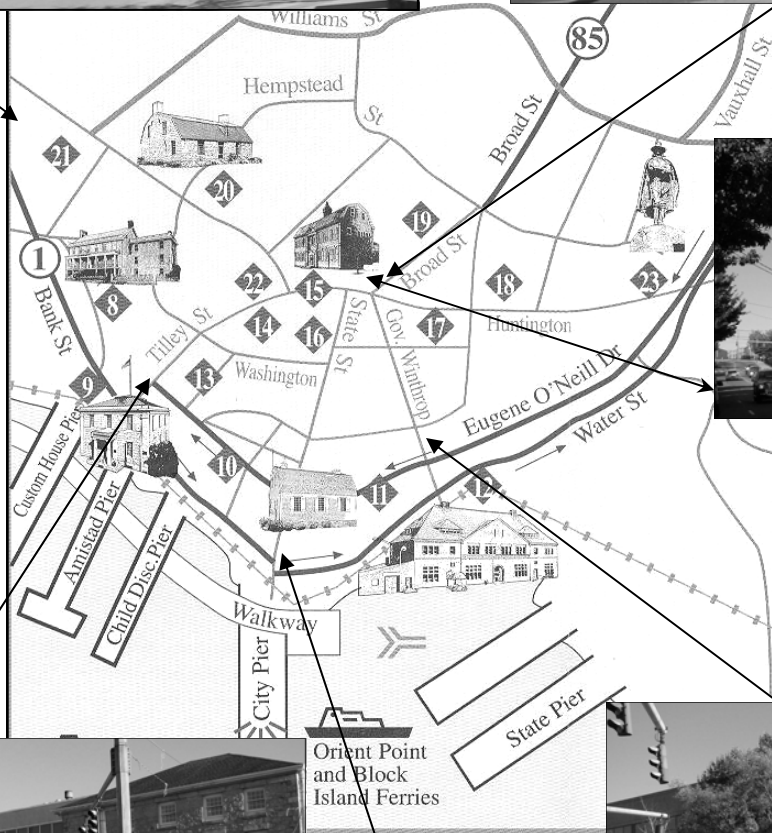 Williams St
85
Vauxhall St
Hempstead
St
Broad St
21
20
19
Broad St
1
8
22
15
18
23
Bank St
Tilley St
14
16
State St
Gov. Winthrop
17
Huntington
13
Washington
9
Eugene O'Neill Dr
Water St
Custom House Pier
10
11
12
Amistad Pier
Child Disc. Pier
Walkway
City Pier
State Pier
Orient Point
and Block
Island Ferries